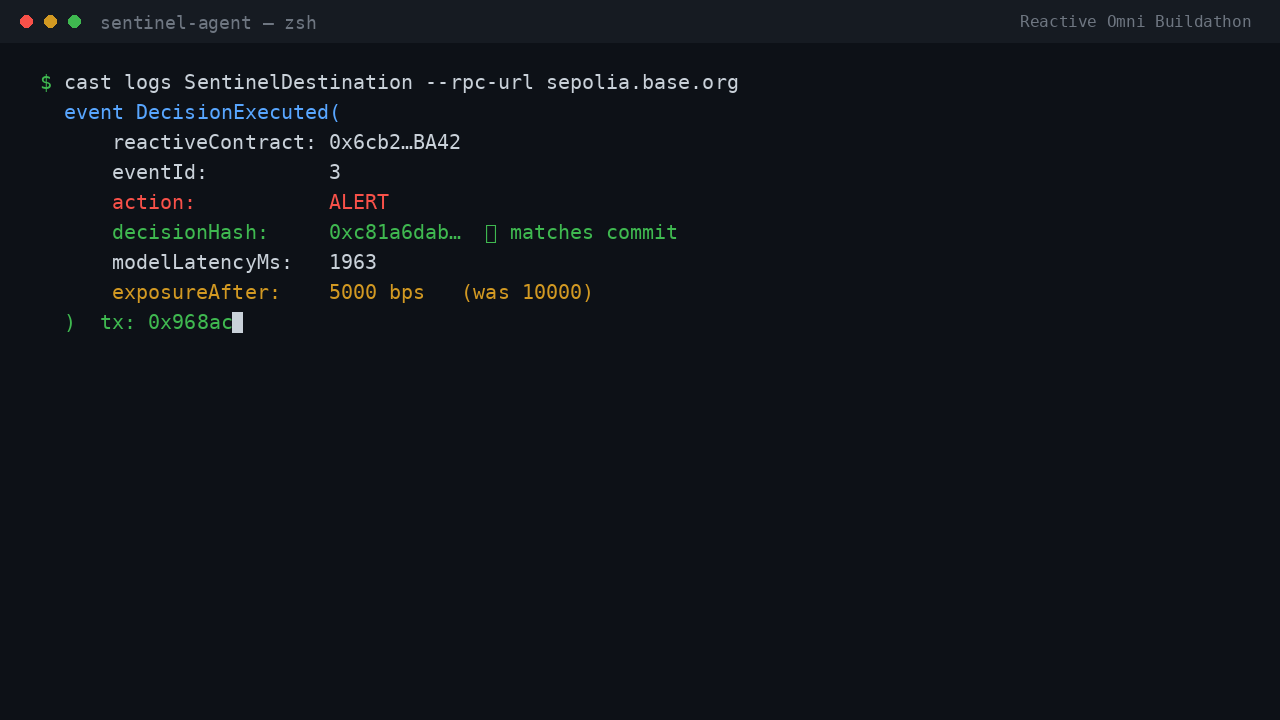 sentinel-agent — zsh
Reactive Omni Buildathon
$ cast logs SentinelDestination --rpc-url sepolia.base.org
event DecisionExecuted(
reactiveContract: 0x6cb2…BA42
eventId: 3
action: ALERT
decisionHash: 0xc81a6dab… ▯ matches commit
modelLatencyMs: 1963
exposureAfter: 5000 bps (was 10000)
) tx: 0x968ac